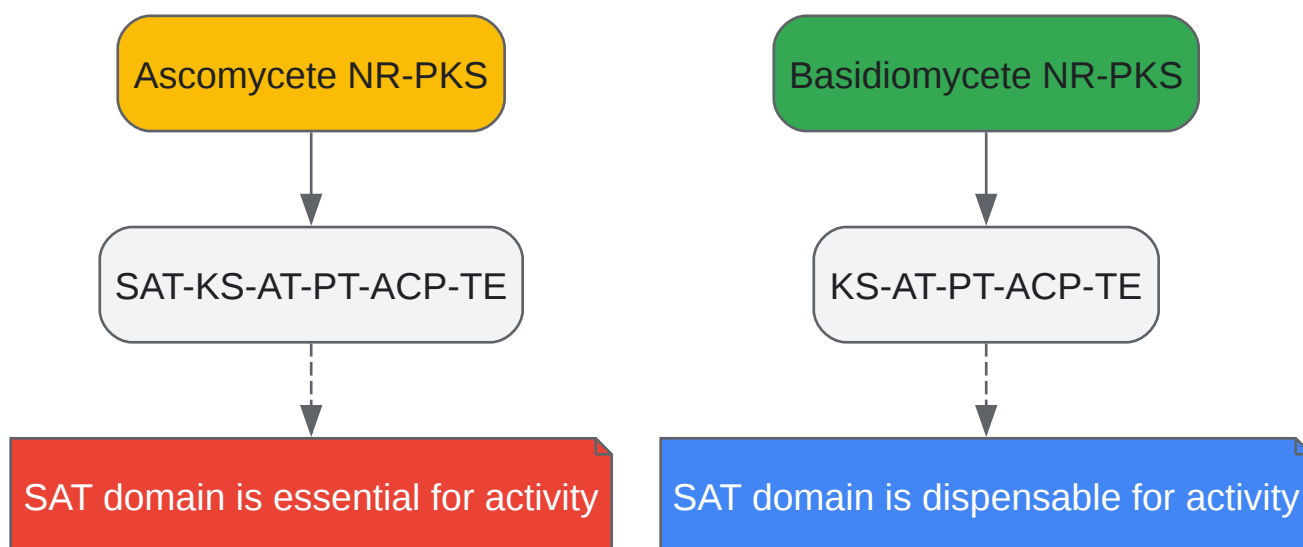 Ascomycete NR-PKS
Basidiomycete NR-PKS
SAT-KS-AT-PT-ACP-TE
KS-AT-PT-ACP-TE
SAT domain is essential for activity
SAT domain is dispensable for activity